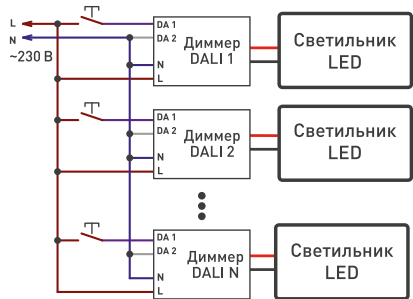 L
N
~230 В
DA 1
DA 2
N
L
Диммер
DALI 1
Светильник
LED
DA 1
DA 2
N
L
Диммер
DALI 2
Светильник
LED
DA 1
DA 2
N
L
Диммер
DALI N
Светильник
LED